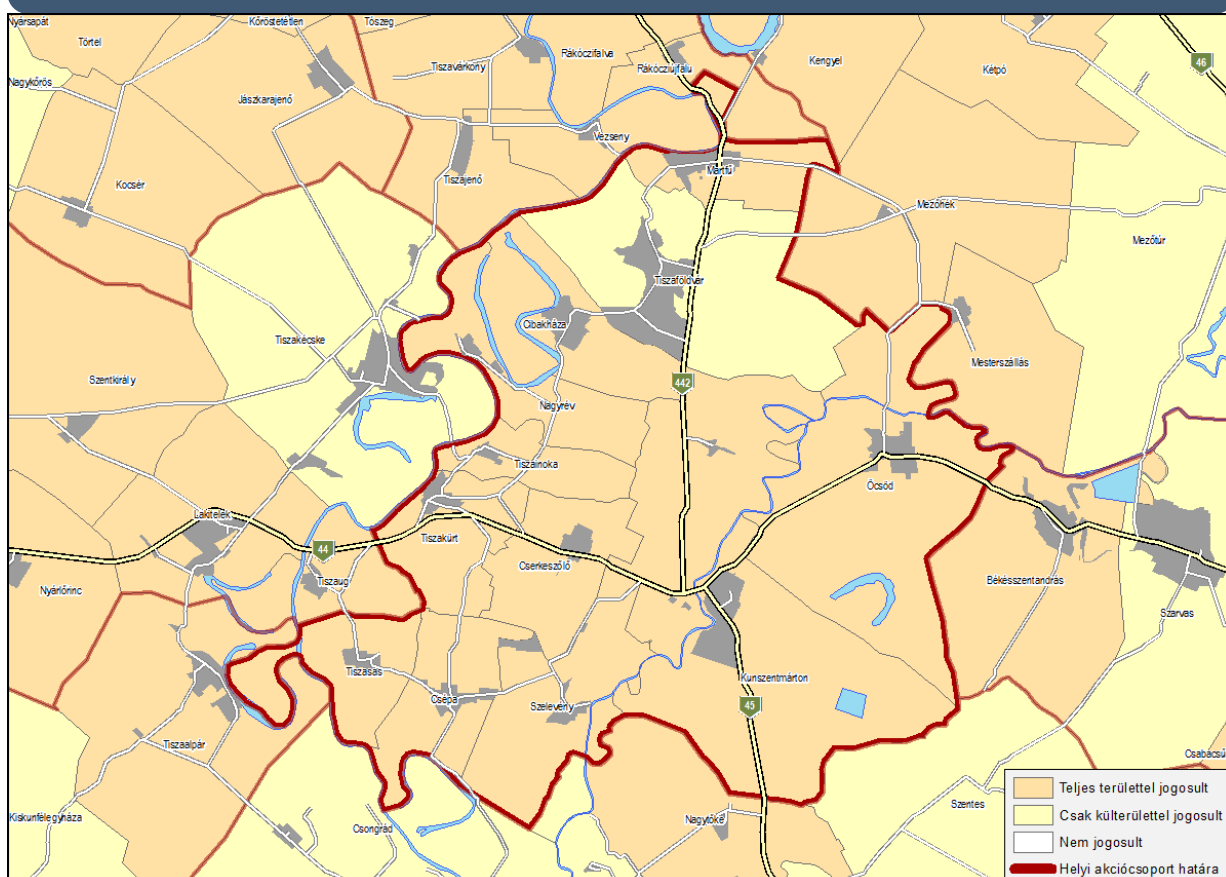 Nyársapát
Kőröstetétlen
Tószeg
Törtel
Rákóczifalva
Kengyel
46
Tiszavárkony
Rákócziújfalu
Kétpó
Nagykőrös
Jászkarajenő
Vezseny
Martfű
Tiszajenő
Kocsér
Mezőhék
Mezőtúr
Tiszaföldvár
Cibakháza
Tiszakécske
Mesterszállás
Szentkirály
442
Nagyrév
Tiszainoka
Öcsöd
Lakitelek
Tiszakürt
44
Cserkeszőlő
Tiszaug
Békésszentandrás
Nyárlőrinc
Szarvas
Tiszasas
Kunszentmárton
Csépa
Szelevény
45
Tiszaalpár
Csabacsű
Teljes területtel jogosult
Szentes
Csak külterülettel jogosult
Kiskunfélegyháza
Nagytőke
Csongrád
Nem jogosult
Helyi akciócsoport határa